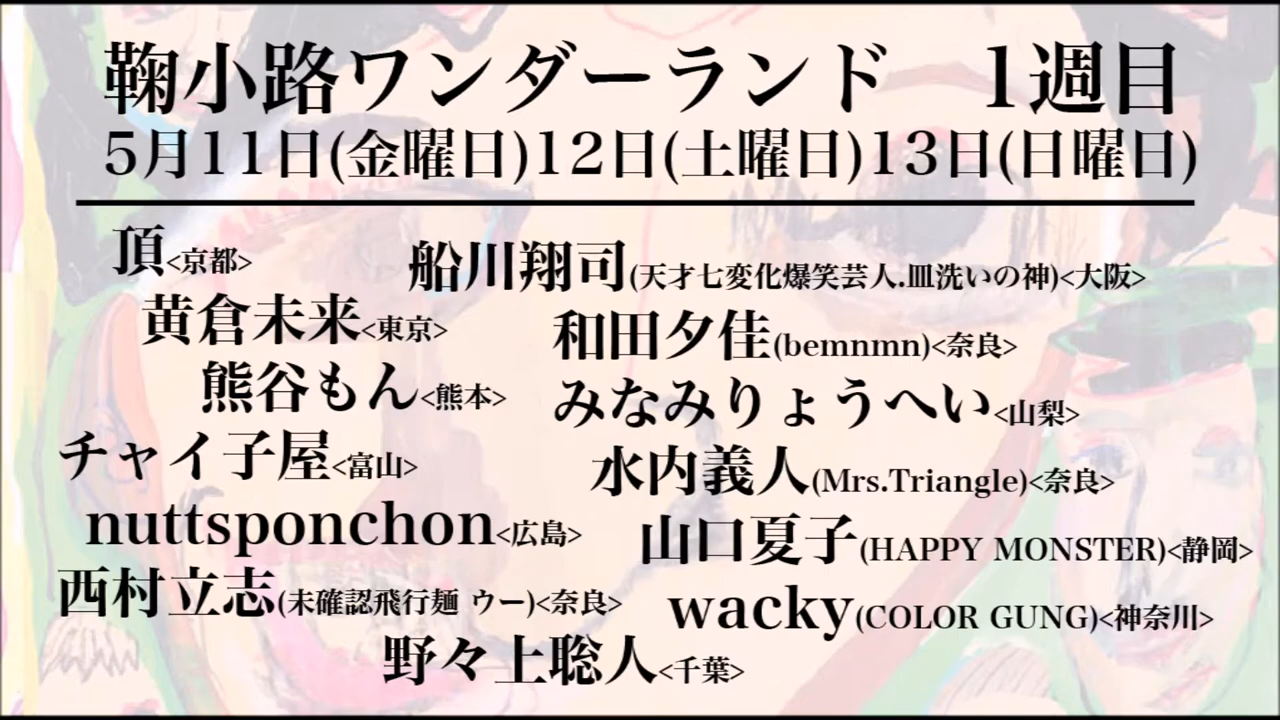 鞠小路ワンダーランド　1週目
5月11日(金曜日)12日(土曜日)13日(日曜日)
頂<京都>
船川翔司(天才七変化爆笑芸人.皿洗いの神)<大阪>
黄倉未来<東京>
和田夕佳(bemnmn)<奈良>
熊谷もん<熊本>
みなみりょうへい<山梨>
チャイ子屋<富山>
水内義人(Mrs.Triangle)<奈良>
nuttsponchon<広島>
山口夏子(HAPPY MONSTER)<静岡>
西村立志(未確認飛行麺 ウー)<奈良>
wacky(COLOR GUNG)<神奈川>
野々上聡人<千葉>